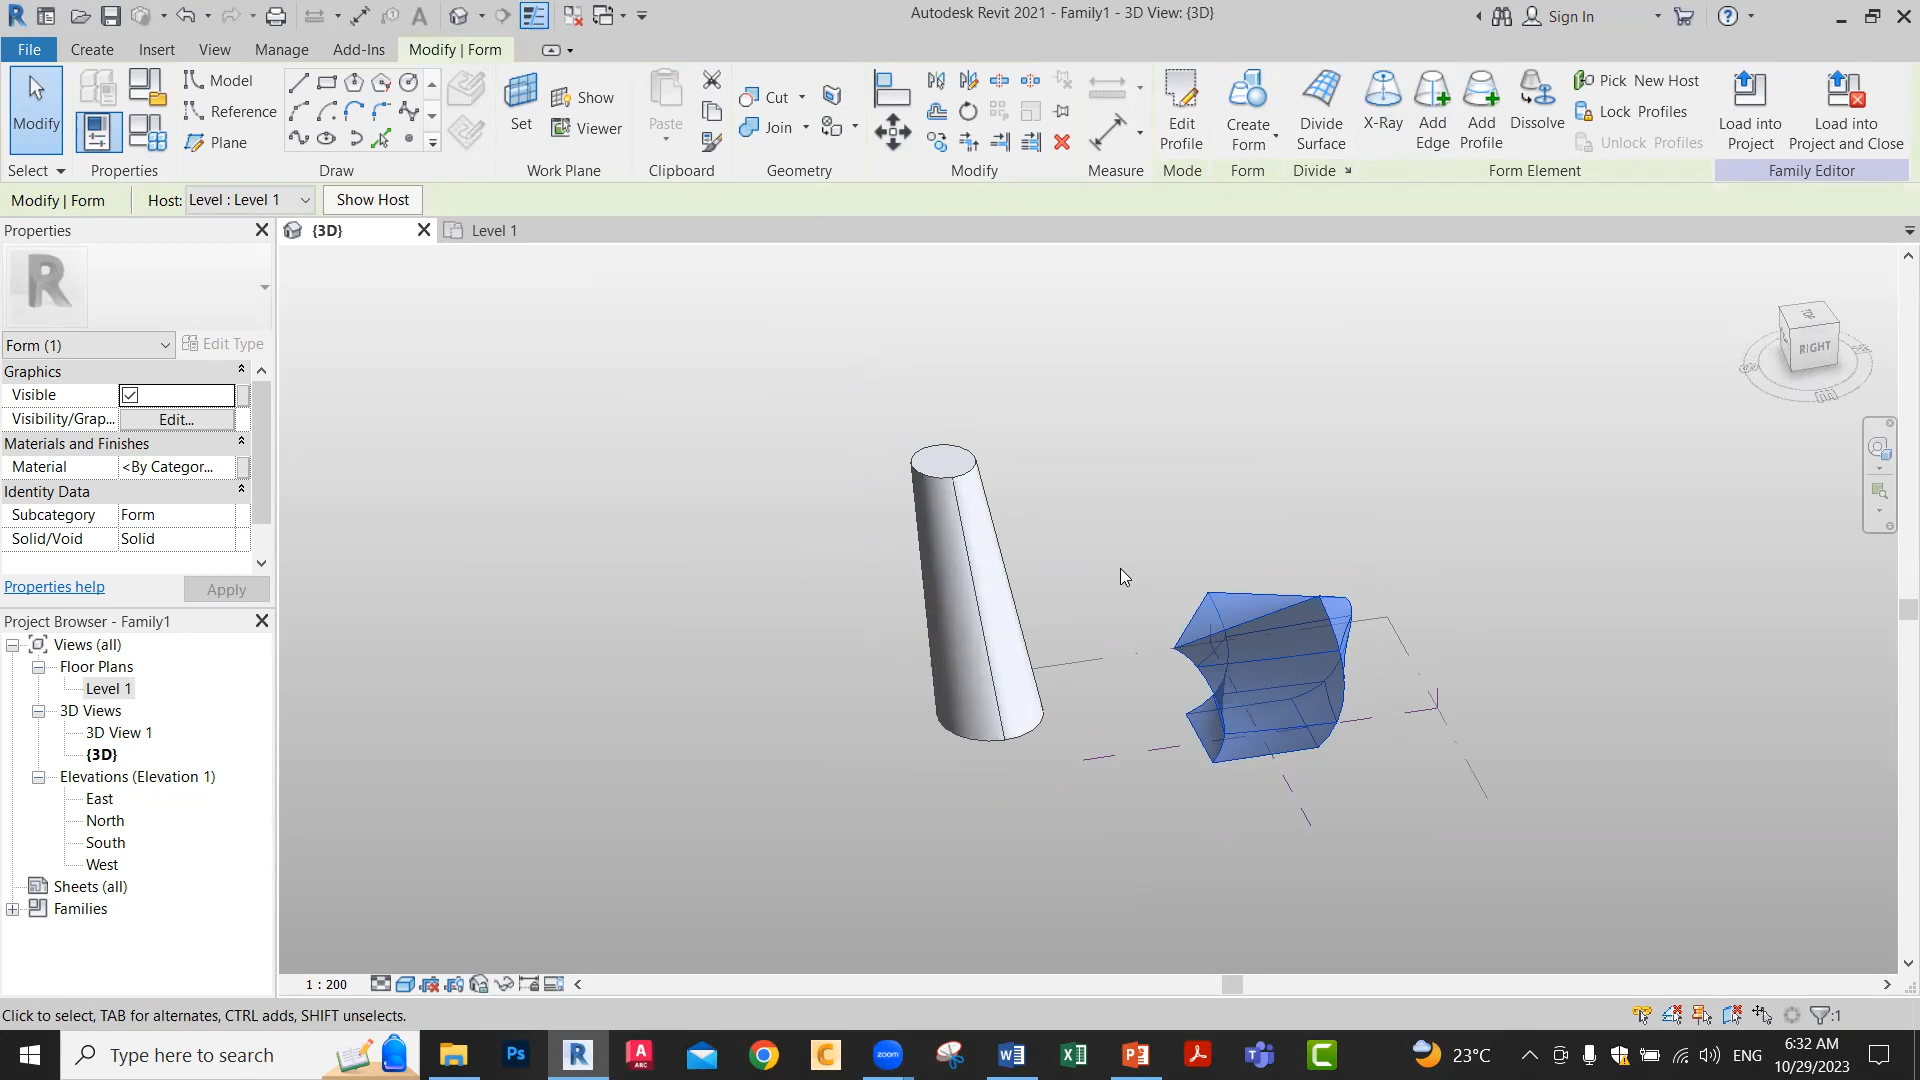 Autodesk Revit 2021 - Family1 - 3D View: {3D}
Sign In
File Create Insert View Manage Add-Ins Modify | Form
Modify
Select
Properties
Model
Reference
Plane
Draw
Set
Show
Viewer
Work Plane
Paste
Clipboard
Cut
Join
Geometry
Modify
Measure
Edit
Profile
Mode
Create
Form
Form
Divide
Surface
Divide
X-Ray
Add
Edge
Add
Profile
Dissolve
Pick New Host
Lock Profiles
Unlock Profiles
Form Element
Load into
Project
Load into
Project and Close
Family Editor
Modify | Form
Host: Level : Level 1
Show Host
Properties
{3D}
Level 1
R
Form (1)
Edit Type
Graphics
Visible
Visibility/Grap... Edit...
Materials and Finishes
Material <By Categor...
Identity Data
Subcategory Form
Solid/Void Solid
Properties help
Apply
Project Browser - Family1
Views (all)
Floor Plans
Level 1
3D Views
3D View 1
{3D}
Elevations (Elevation 1)
East
North
South
West
Sheets (all)
Families
TOP
RIGHT
1 : 200
Click to select, TAB for alternates, CTRL adds, SHIFT unselects.
:1
Type here to search
Ps
R
A
ARC
C
zoom
23°C
ENG
6:32 AM
10/29/2023